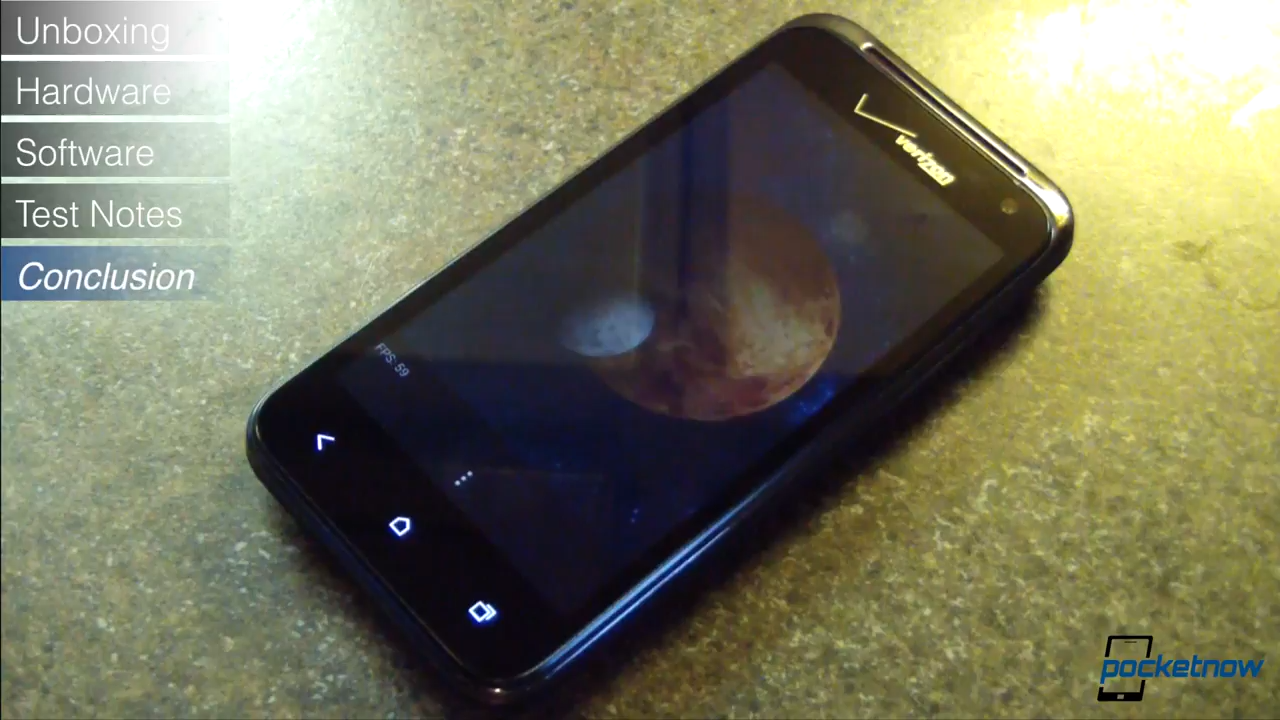 Unboxing
Hardware
Software
Test Notes
Conclusion
verizon
FPS: 59
pocketnow